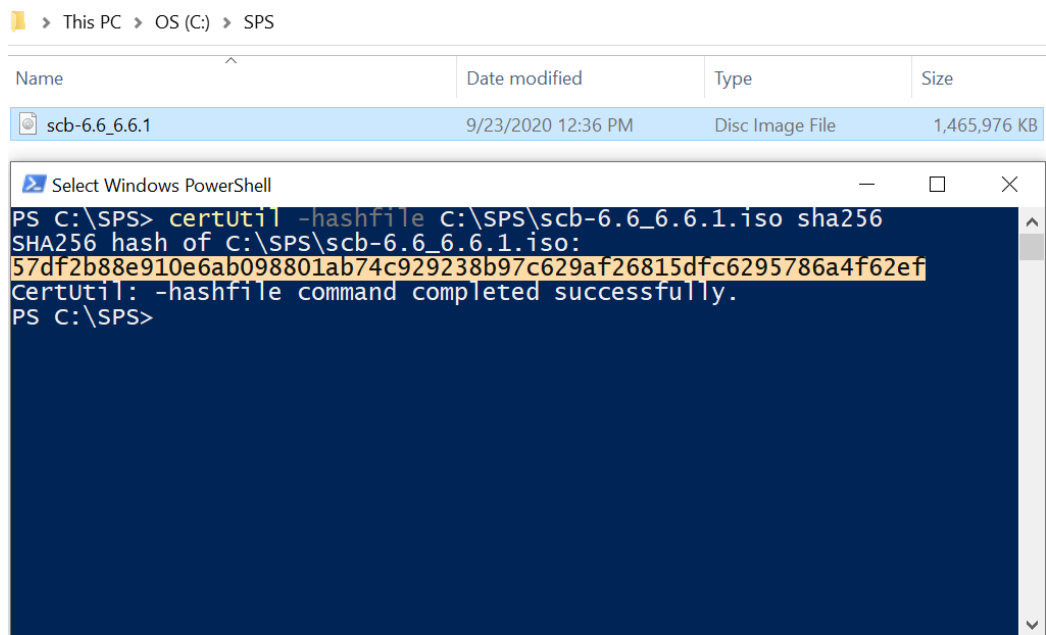 This PC > OS (C:) > SPS
Name Date modified Type Size
scb-6.6_6.6.1 9/23/2020 12:36 PM Disc Image File 1,465,976 KB
Select Windows PowerShell
PS C:\SPS> certUtil -hashfile C:\SPS\scb-6.6_6.6.1.iso sha256
SHA256 hash of C:\SPS\scb-6.6_6.6.1.iso:
57df2b88e910e6ab098801ab74c929238b97c629af26815dfc6295786a4f62ef
CertUtil: -hashfile command completed successfully.
PS C:\SPS>